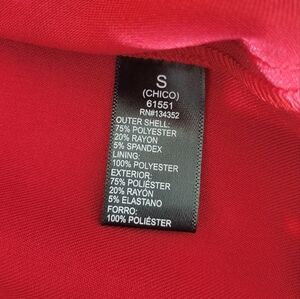 S
(CHICO)
61551
RN#134352
OUTER SHELL:
75% POLYESTER
20% RAYON
5% SPANDEX
LINING:
100% POLYESTER
EXTERIOR:
75% POLIÉSTER
20% RAYON
5% ELASTANO
FORRO:
100% POLIÉSTER